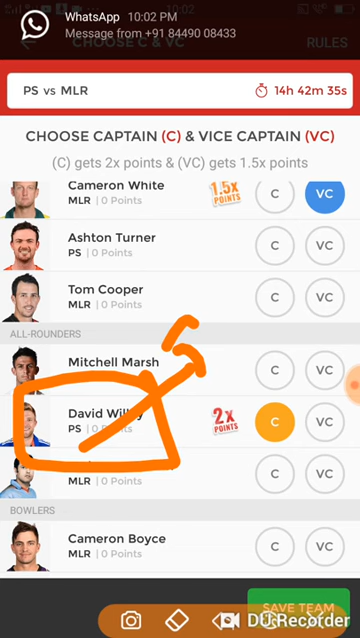 10:02
WhatsApp 10:02 PM
Message from +91 84490 08433
CHOOSE C & VC
RULES
PS vs MLR
14h 42m 35s
CHOOSE CAPTAIN (C) & VICE CAPTAIN (VC)
(C) gets 2x points & (VC) gets 1.5x points
Cameron White
MLR | 0 Points
1.5x POINTS
C
VC
Ashton Turner
PS | 0 Points
C
VC
Tom Cooper
MLR | 0 Points
C
VC
ALL-ROUNDERS
Mitchell Marsh
C
VC
David Willey
PS | 0 Points
2x POINTS
C
VC
MLR | 0 Points
C
VC
BOWLERS
Cameron Boyce
MLR | 0 Points
C
VC
SAVE TEAM
DU Recorder